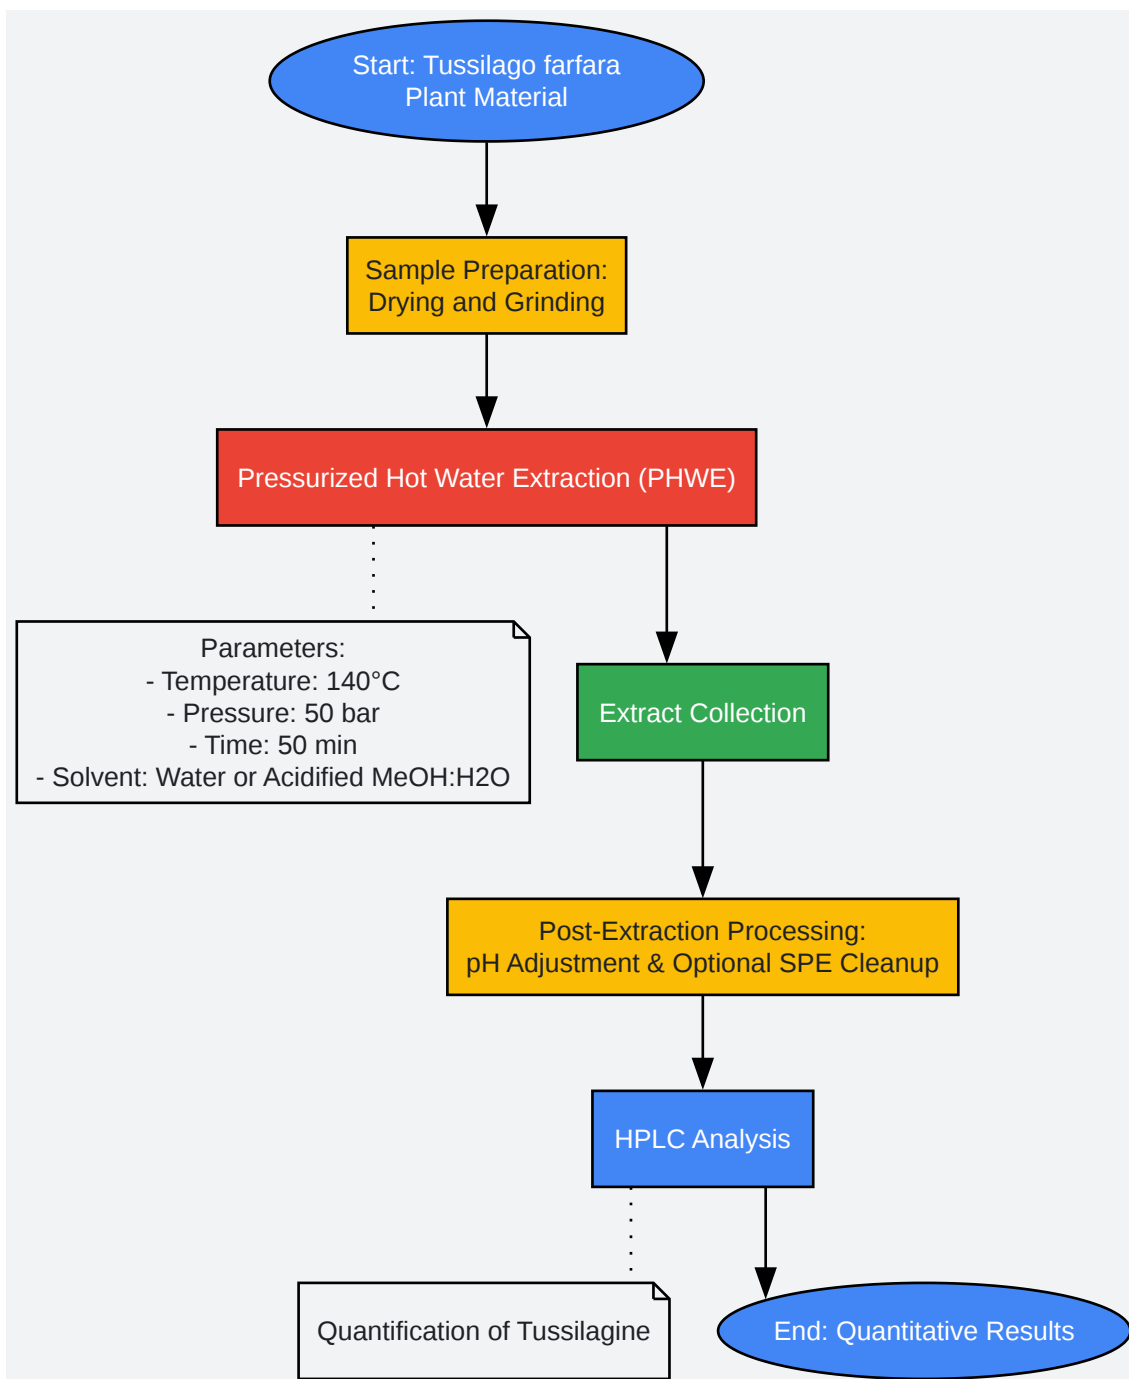 Start: Tussilago farfara
Plant Material
Sample Preparation:
Drying and Grinding
Pressurized Hot Water Extraction (PHWE)
Parameters:
- Temperature: 140°C
- Pressure: 50 bar
- Time: 50 min
- Solvent: Water or Acidified MeOH:H2O
Extract Collection
Post-Extraction Processing:
pH Adjustment & Optional SPE Cleanup
HPLC Analysis
Quantification of Tussilagine
End: Quantitative Results